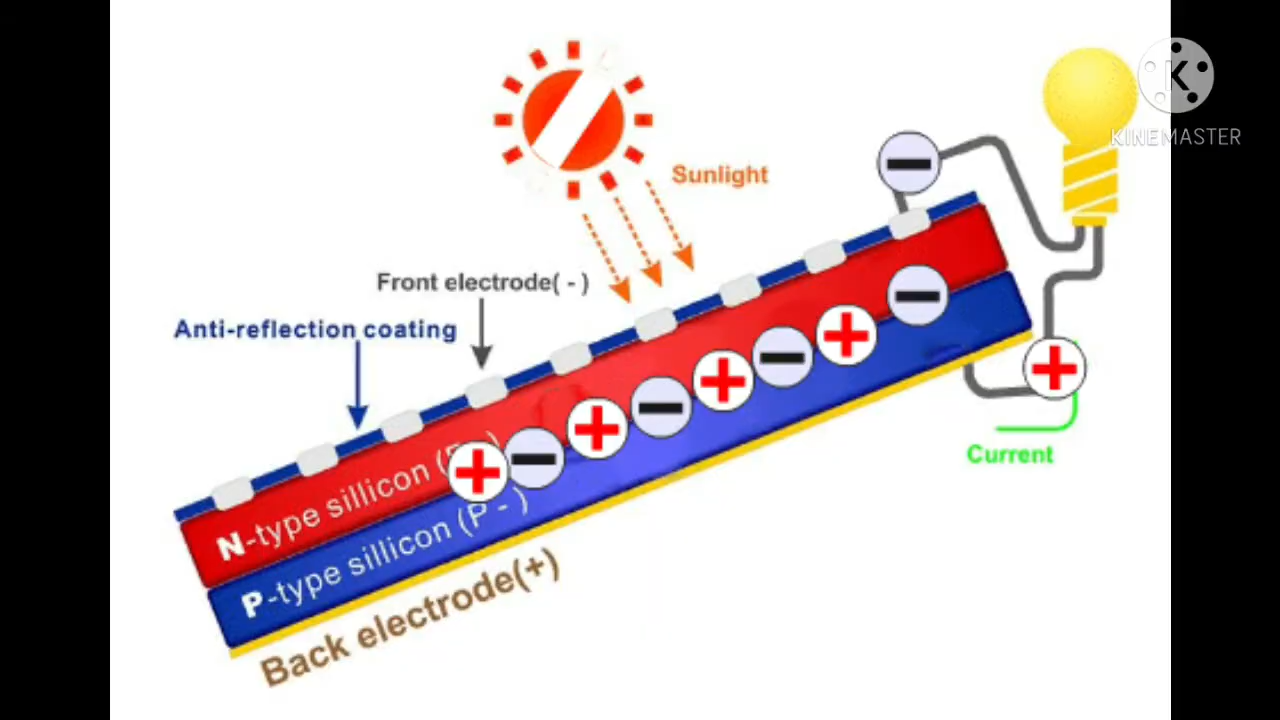 K
KINEMASTER
Sunlight
Front electrode( - )
Anti-reflection coating
N-type sillicon (
P-type sillicon (P - )
Back electrode(+)
Current